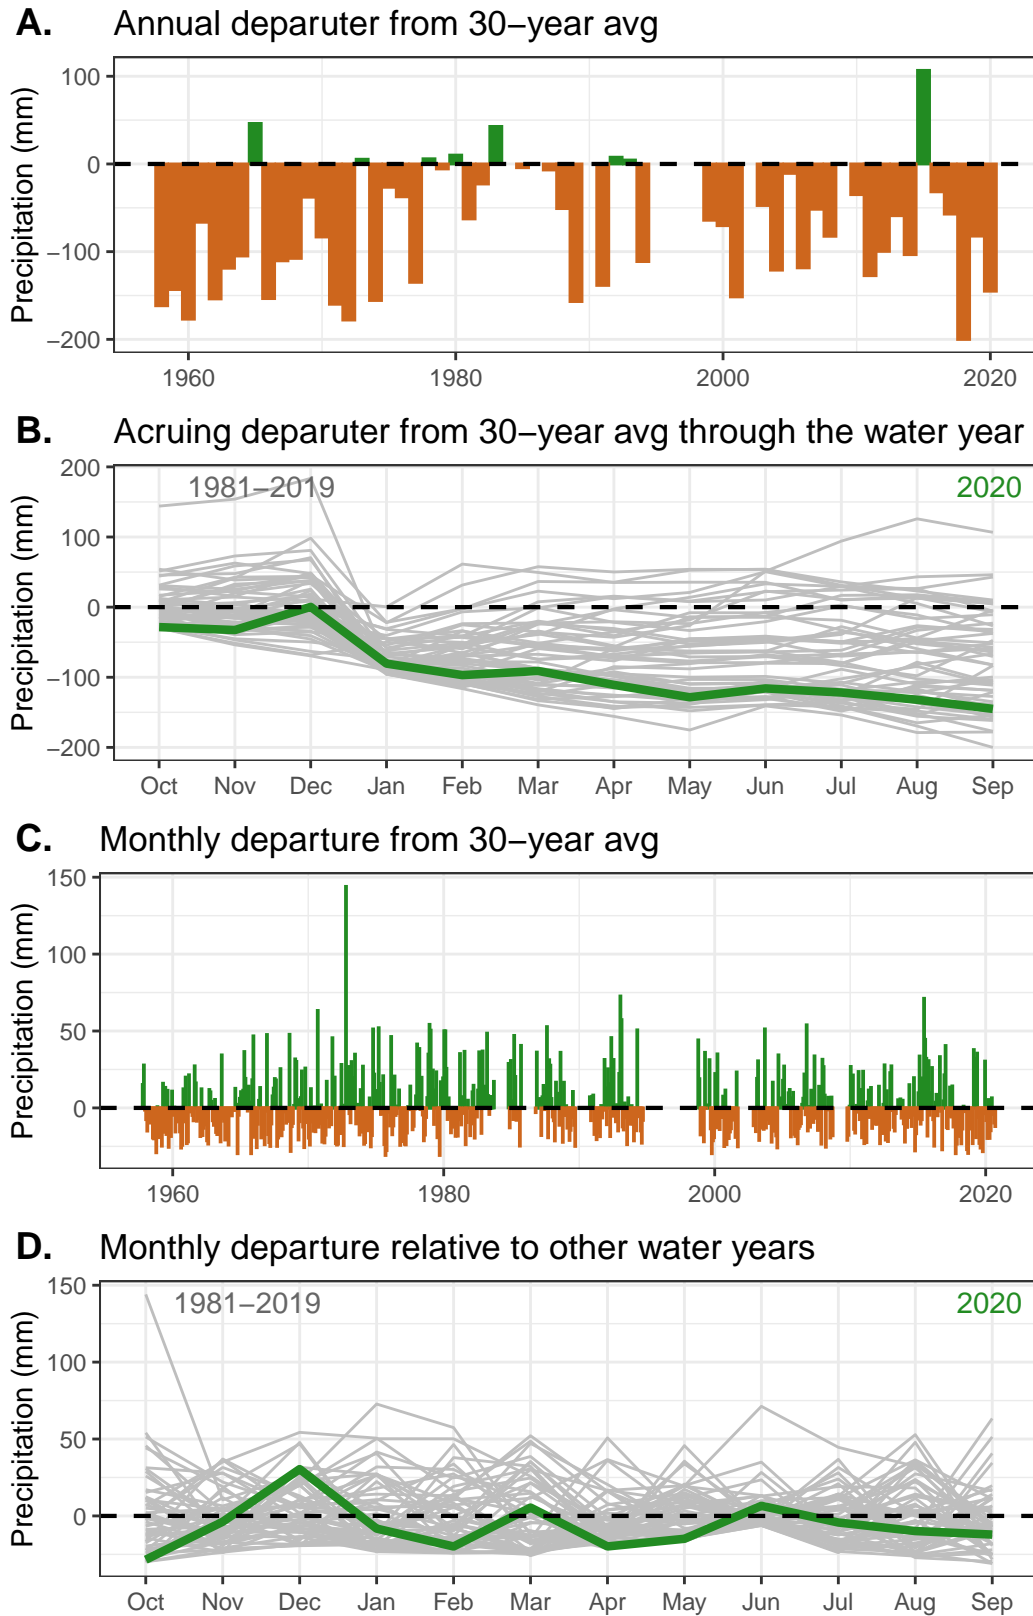 A. Annual deparuter from 30−year avg
Precipitation (mm)
100
0
−100
−200
1960 1980 2000 2020
B. Acruing deparuter from 30−year avg through the water year
Precipitation (mm)
200
100
0
−100
−200
1981−2019 2020
Oct Nov Dec Jan Feb Mar Apr May Jun Jul Aug Sep
C. Monthly departure from 30−year avg
Precipitation (mm)
150
100
50
0
1960 1980 2000 2020
D. Monthly departure relative to other water years
Precipitation (mm)
150
100
50
0
1981−2019 2020
Oct Nov Dec Jan Feb Mar Apr May Jun Jul Aug Sep